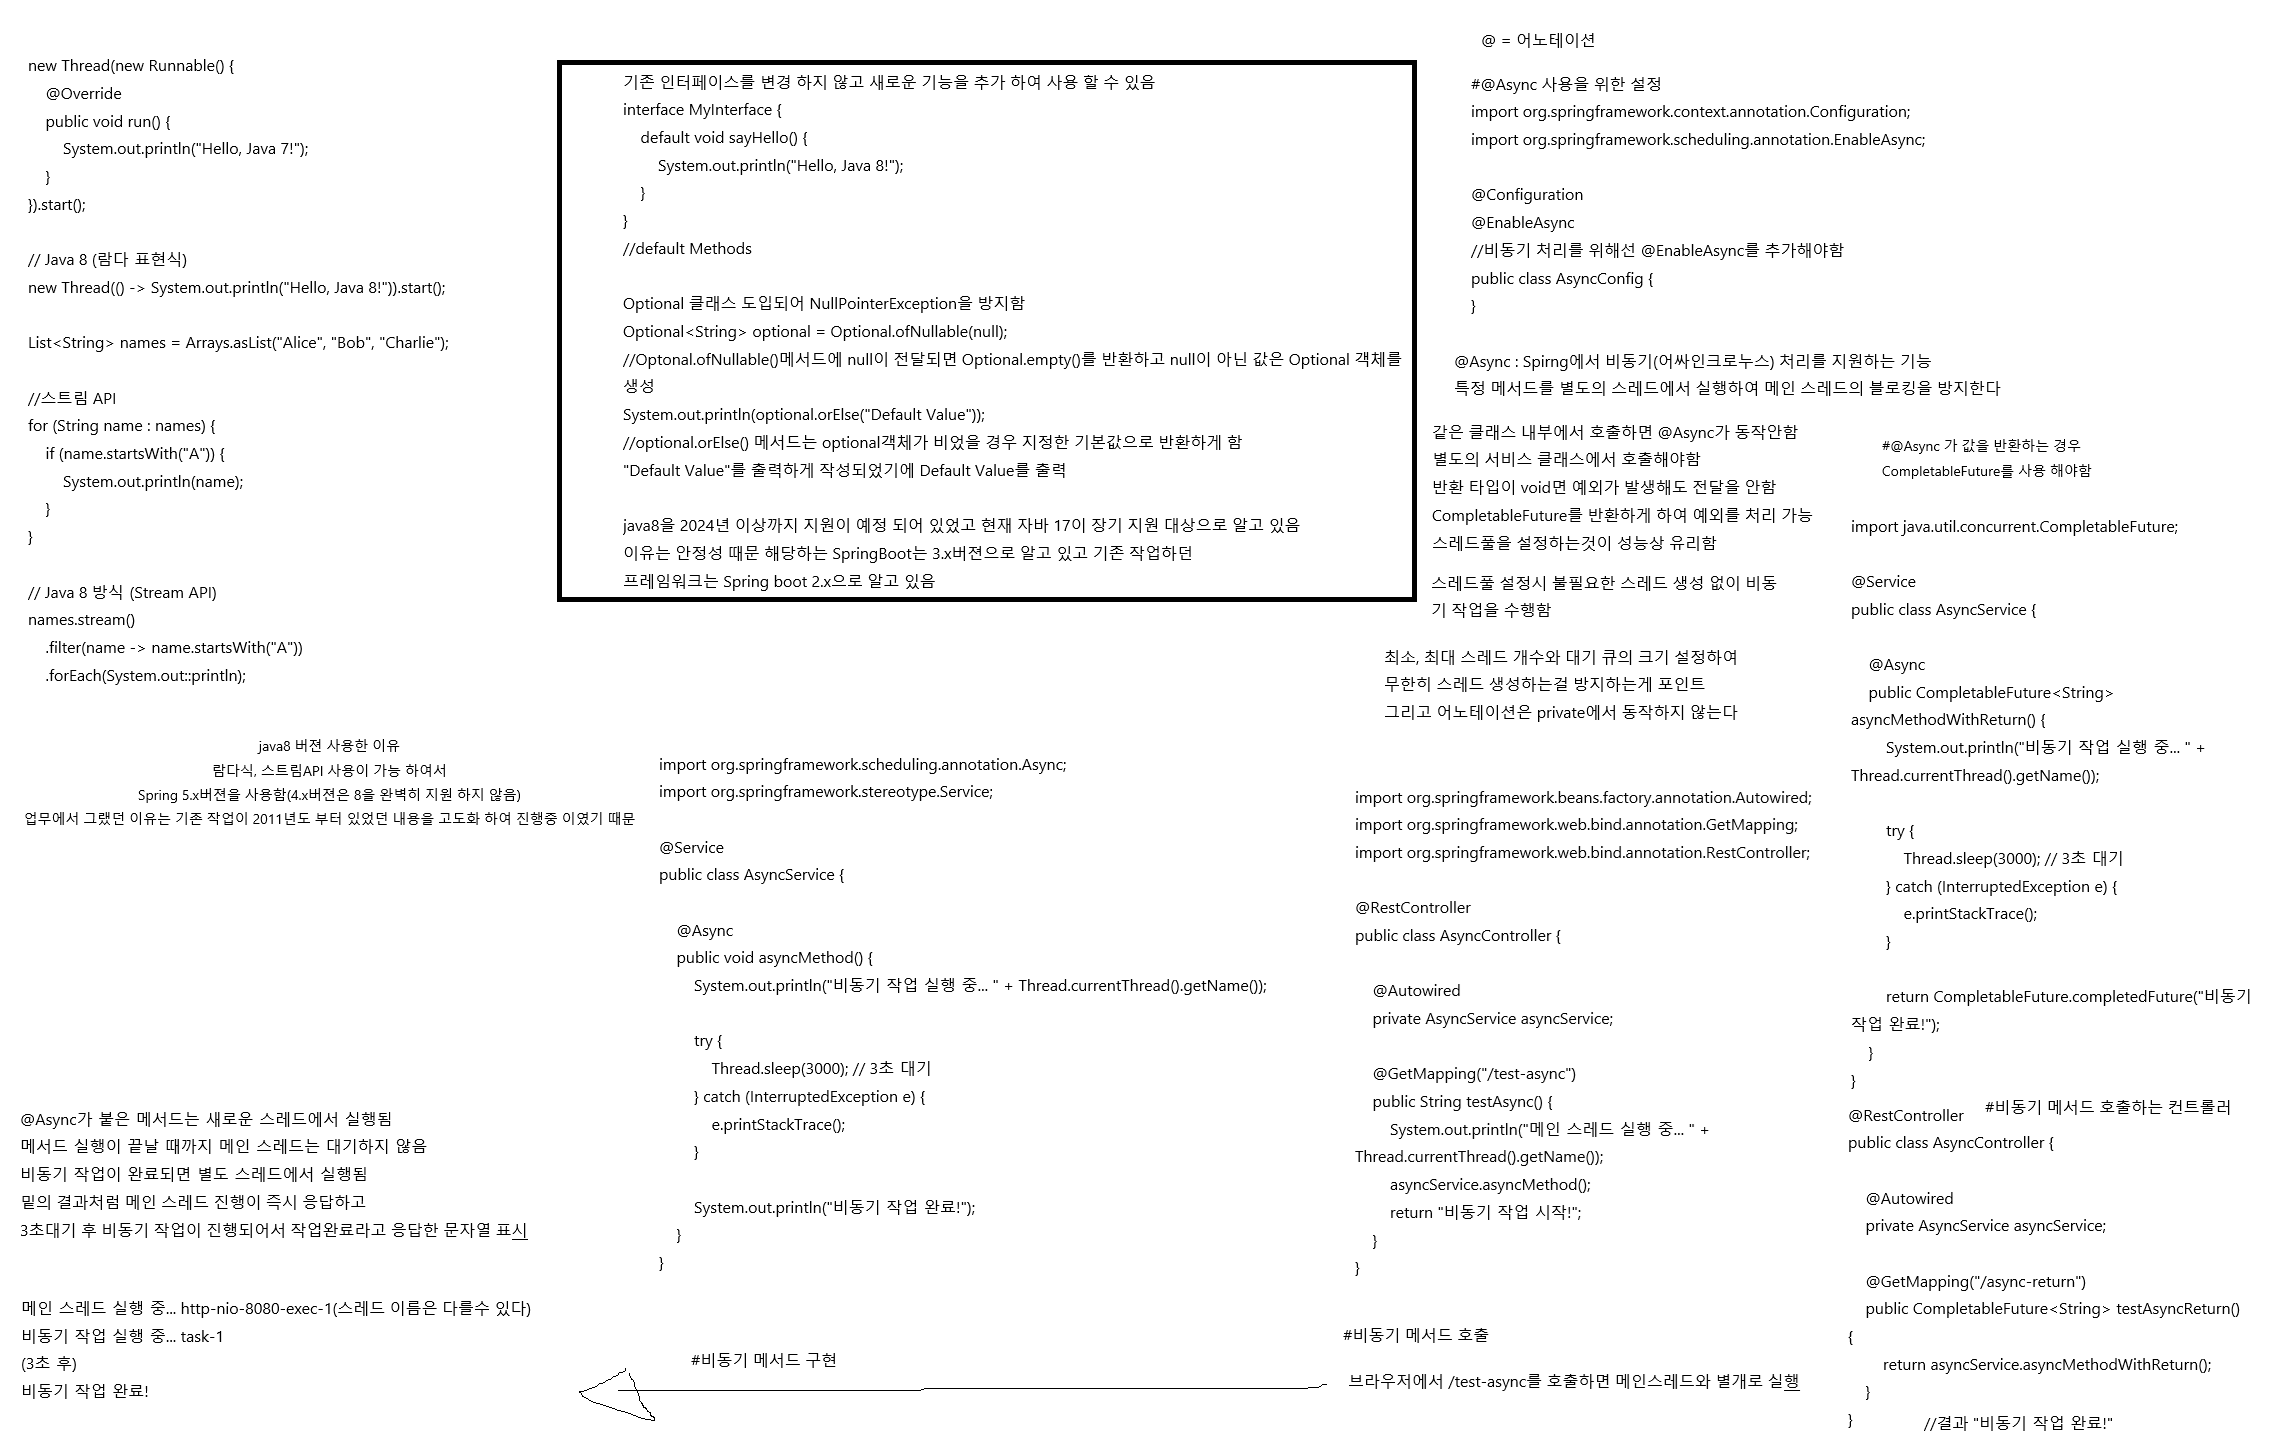 new Thread(new Runnable() {
@Override
public void run() {
System.out.println("Hello, Java 7!");
}
}).start();
// Java 8 (람다 표현식)
new Thread(() -> System.out.println("Hello, Java 8!")).start();
List<String> names = Arrays.asList("Alice", "Bob", "Charlie");
//스트림 API
for (String name : names) {
if (name.startsWith("A")) {
System.out.println(name);
}
}
// Java 8 방식 (Stream API)
names.stream()
.filter(name -> name.startsWith("A"))
.forEach(System.out::println);
java8 버젼 사용한 이유
람다식, 스트림API 사용이 가능 하여서
Spring 5.x버젼을 사용함(4.x버젼은 8을 완벽히 지원 하지 않음)
업무에서 그랬던 이유는 기존 작업이 2011년도 부터 있었던 내용을 고도화 하여 진행중 이였기 때문
@Async가 붙은 메서드는 새로운 스레드에서 실행됨
메서드 실행이 끝날 때까지 메인 스레드는 대기하지 않음
비동기 작업이 완료되면 별도 스레드에서 실행됨
밑의 결과처럼 메인 스레드 진행이 즉시 응답하고
3초대기 후 비동기 작업이 진행되어서 작업완료라고 응답한 문자열 표시
메인 스레드 실행 중... http-nio-8080-exec-1(스레드 이름은 다를수 있다)
비동기 작업 실행 중... task-1
(3초 후)
비동기 작업 완료!
기존 인터페이스를 변경 하지 않고 새로운 기능을 추가 하여 사용 할 수 있음
interface MyInterface {
default void sayHello() {
System.out.println("Hello, Java 8!");
}
}
//default Methods
Optional 클래스 도입되어 NullPointerException을 방지함
Optional<String> optional = Optional.ofNullable(null);
//Optonal.ofNullable()메서드에 null이 전달되면 Optional.empty()를 반환하고 null이 아닌 값은 Optional 객체를
생성
System.out.println(optional.orElse("Default Value"));
//optional.orElse() 메서드는 optional객체가 비었을 경우 지정한 기본값으로 반환하게 함
"Default Value"를 출력하게 작성되었기에 Default Value를 출력
java8을 2024년 이상까지 지원이 예정 되어 있었고 현재 자바 17이 장기 지원 대상으로 알고 있음
이유는 안정성 때문 해당하는 SpringBoot는 3.x버젼으로 알고 있고 기존 작업하던
프레임워크는 Spring boot 2.x으로 알고 있음
import org.springframework.scheduling.annotation.Async;
import org.springframework.stereotype.Service;
@Service
public class AsyncService {
@Async
public void asyncMethod() {
System.out.println("비동기 작업 실행 중... " + Thread.currentThread().getName());
try {
Thread.sleep(3000); // 3초 대기
} catch (InterruptedException e) {
e.printStackTrace();
}
System.out.println("비동기 작업 완료!");
}
}
#비동기 메서드 구현
@ = 어노테이션
#@Async 사용을 위한 설정
import org.springframework.context.annotation.Configuration;
import org.springframework.scheduling.annotation.EnableAsync;
@Configuration
@EnableAsync
//비동기 처리를 위해선 @EnableAsync를 추가해야함
public class AsyncConfig {
}
@Async : Spirng에서 비동기(어싸인크로누스) 처리를 지원하는 기능
특정 메서드를 별도의 스레드에서 실행하여 메인 스레드의 블로킹을 방지한다
같은 클래스 내부에서 호출하면 @Async가 동작안함
별도의 서비스 클래스에서 호출해야함
반환 타입이 void면 예외가 발생해도 전달을 안함
CompletableFuture를 반환하게 하여 예외를 처리 가능
스레드풀을 설정하는것이 성능상 유리함
스레드풀 설정시 불필요한 스레드 생성 없이 비동
기 작업을 수행함
최소, 최대 스레드 개수와 대기 큐의 크기 설정하여
무한히 스레드 생성하는걸 방지하는게 포인트
그리고 어노테이션은 private에서 동작하지 않는다
import org.springframework.beans.factory.annotation.Autowired;
import org.springframework.web.bind.annotation.GetMapping;
import org.springframework.web.bind.annotation.RestController;
@RestController
public class AsyncController {
@Autowired
private AsyncService asyncService;
@GetMapping("/test-async")
public String testAsync() {
System.out.println("메인 스레드 실행 중... " +
Thread.currentThread().getName());
asyncService.asyncMethod();
return "비동기 작업 시작!";
}
}
#비동기 메서드 호출
브라우저에서 /test-async를 호출하면 메인스레드와 별개로 실행
#@Async 가 값을 반환하는 경우
CompletableFuture를 사용 해야함
import java.util.concurrent.CompletableFuture;
@Service
public class AsyncService {
@Async
public CompletableFuture<String>
asyncMethodWithReturn() {
System.out.println("비동기 작업 실행 중... " +
Thread.currentThread().getName());
try {
Thread.sleep(3000); // 3초 대기
} catch (InterruptedException e) {
e.printStackTrace();
}
return CompletableFuture.completedFuture("비동기
작업 완료!");
}
}
@RestController #비동기 메서드 호출하는 컨트롤러
public class AsyncController {
@Autowired
private AsyncService asyncService;
@GetMapping("/async-return")
public CompletableFuture<String> testAsyncReturn()
{
return asyncService.asyncMethodWithReturn();
}
}
//결과 "비동기 작업 완료!"